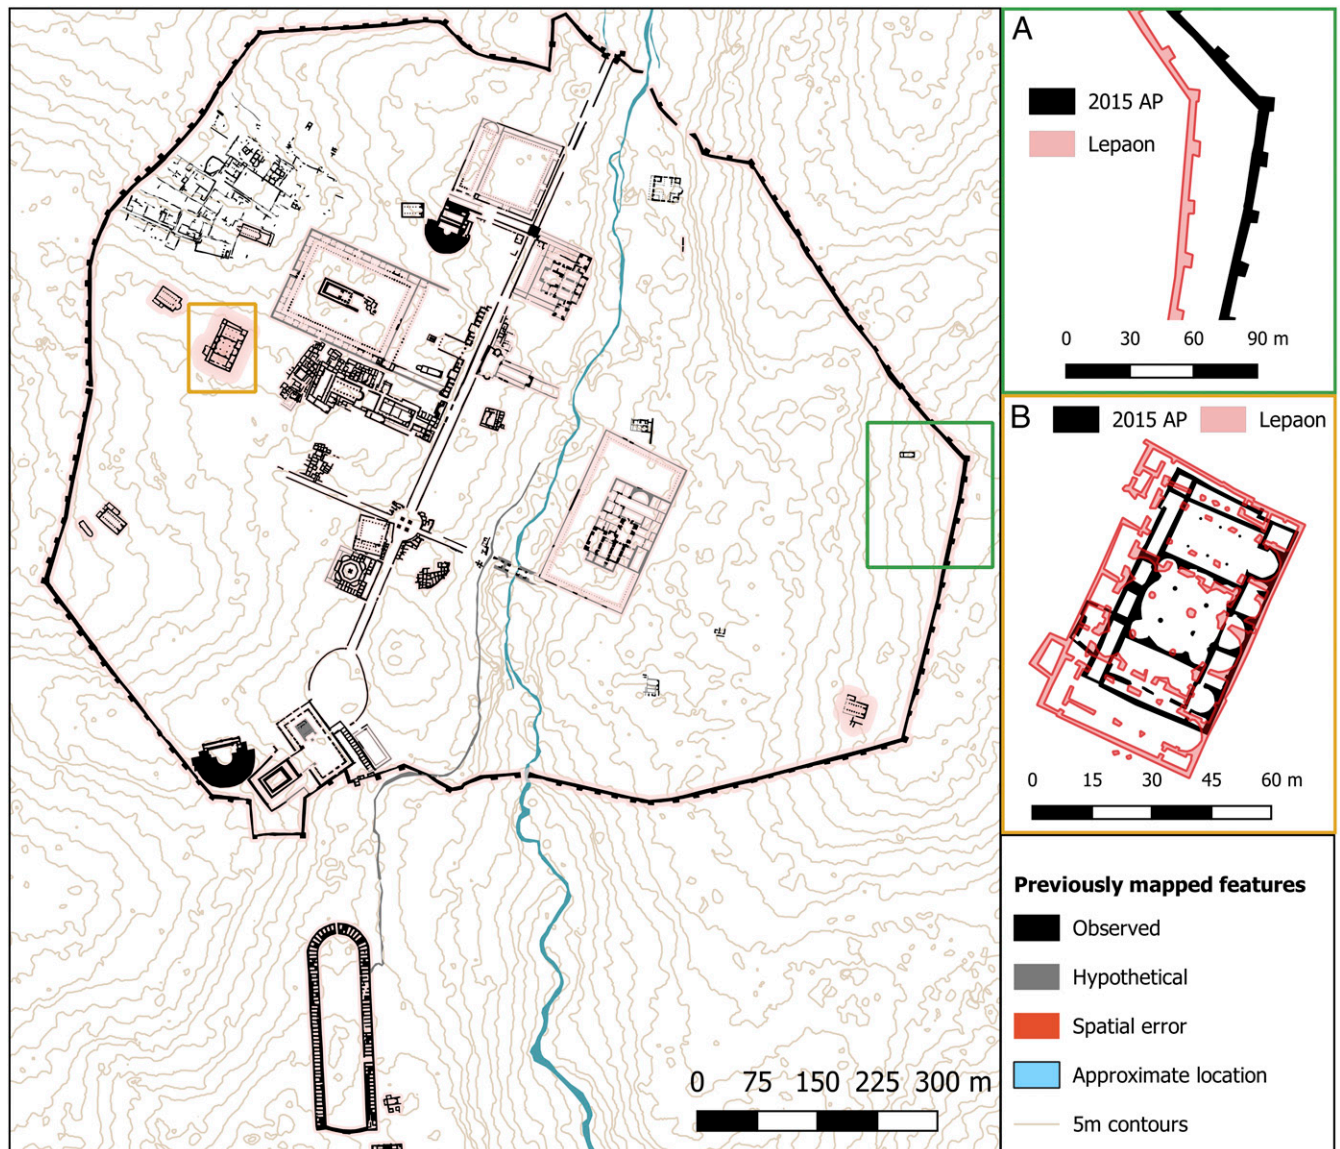 A
2015 AP
Lepaon
0 30 60 90 m
B
2015 AP Lepaon
0 15 30 45 60 m
Previously mapped features
Observed
Hypothetical
Spatial error
Approximate location
5m contours
0 75 150 225 300 m